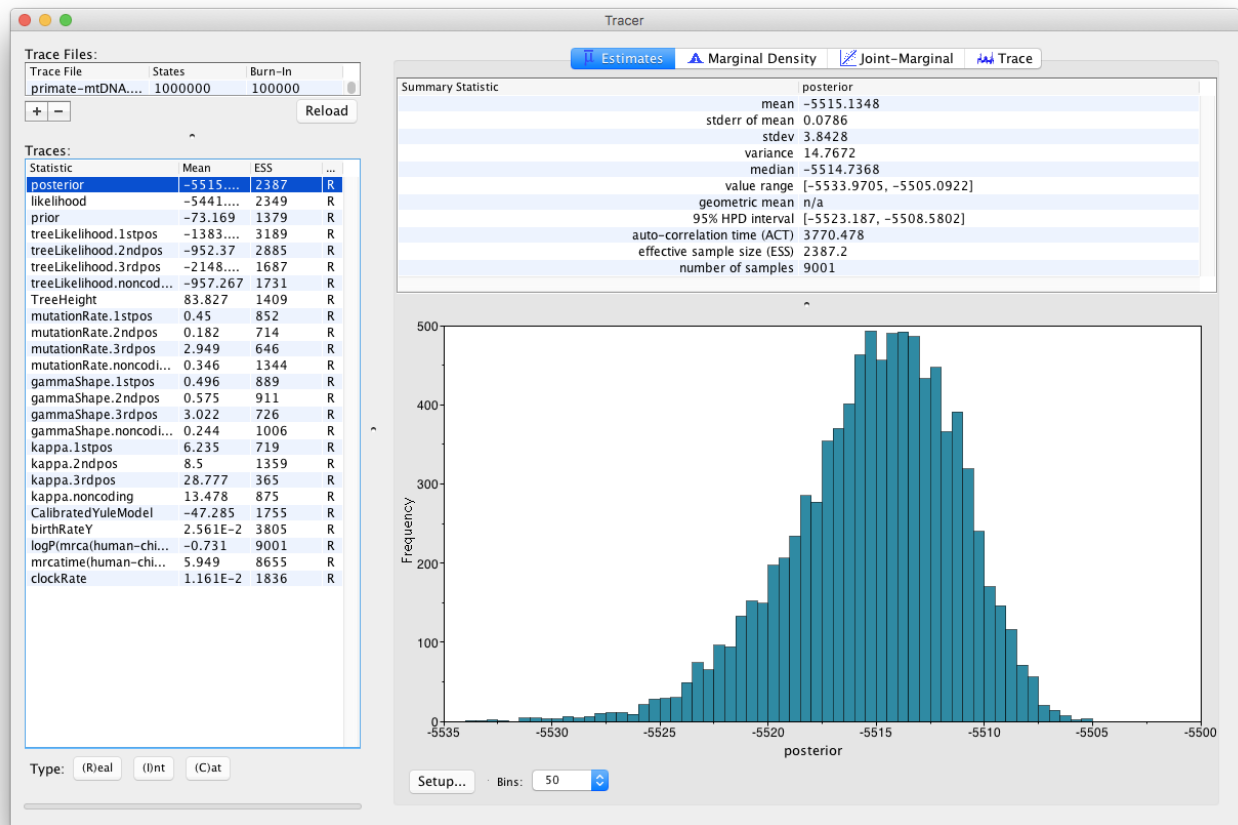 Tracer
Trace Files:
Trace File States Burn-In
primate-mtDNA.... 1000000 100000
+ − Reload
Traces:
Statistic Mean ESS ...
posterior -5515.... 2387 R
likelihood -5441.... 2349 R
prior -73.169 1379 R
treeLikelihood.1stpos -1383.... 3189 R
treeLikelihood.2ndpos -952.37 2885 R
treeLikelihood.3rdpos -2148.... 1687 R
treeLikelihood.noncod... -957.267 1731 R
TreeHeight 83.827 1409 R
mutationRate.1stpos 0.45 852 R
mutationRate.2ndpos 0.182 714 R
mutationRate.3rdpos 2.949 646 R
mutationRate.noncodi... 0.346 1344 R
gammaShape.1stpos 0.496 889 R
gammaShape.2ndpos 0.575 911 R
gammaShape.3rdpos 3.022 726 R
gammaShape.noncodi... 0.244 1006 R
kappa.1stpos 6.235 719 R
kappa.2ndpos 8.5 1359 R
kappa.3rdpos 28.777 365 R
kappa.noncoding 13.478 875 R
CalibratedYuleModel -47.285 1755 R
birthRateY 2.561E-2 3805 R
logP(mrca(human-chi... -0.731 9001 R
mrcatime(human-chi... 5.949 8655 R
clockRate 1.161E-2 1836 R
Type: (R)eal (I)nt (C)at
Estimates Marginal Density Joint-Marginal Trace
Summary Statistic posterior
mean -5515.1348
stderr of mean 0.0786
stdev 3.8428
variance 14.7672
median -5514.7368
value range [-5533.9705, -5505.0922]
geometric mean n/a
95% HPD interval [-5523.187, -5508.5802]
auto-correlation time (ACT) 3770.478
effective sample size (ESS) 2387.2
number of samples 9001
500
400
300
200
100
0
Frequency
-5535 -5530 -5525 -5520 -5515 -5510 -5505 -5500
posterior
Setup... Bins: 50